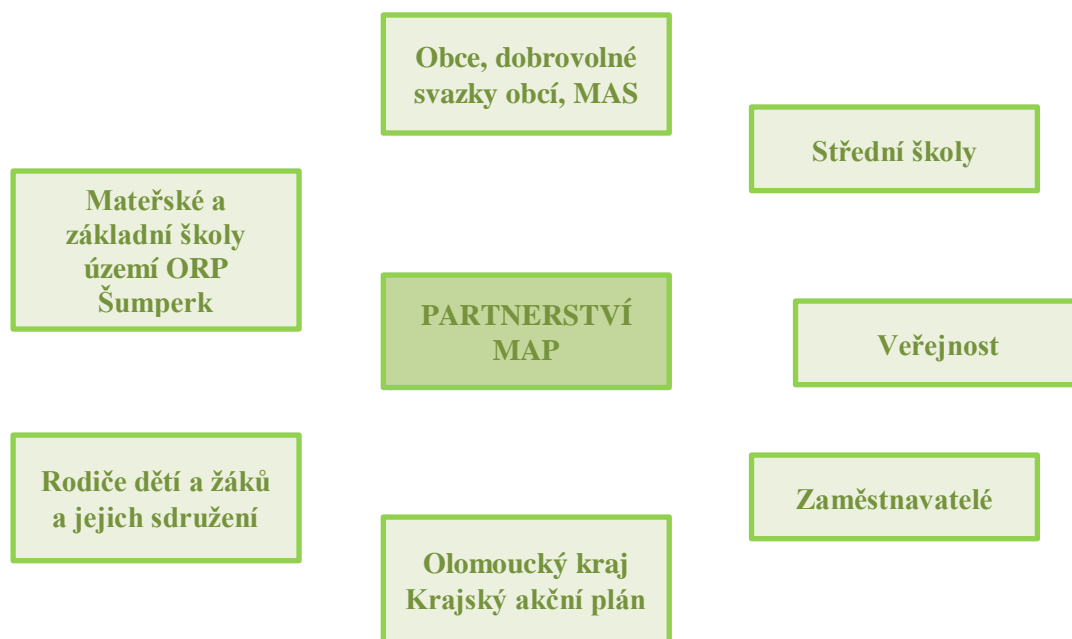 Obce, dobrovolné
svazky obcí, MAS
Střední školy
Mateřské a
základní školy
území ORP
Šumperk
PARTNERSTVÍ
MAP
Veřejnost
Rodiče dětí a žáků
a jejich sdružení
Zaměstnavatelé
Olomoucký kraj
Krajský akční plán